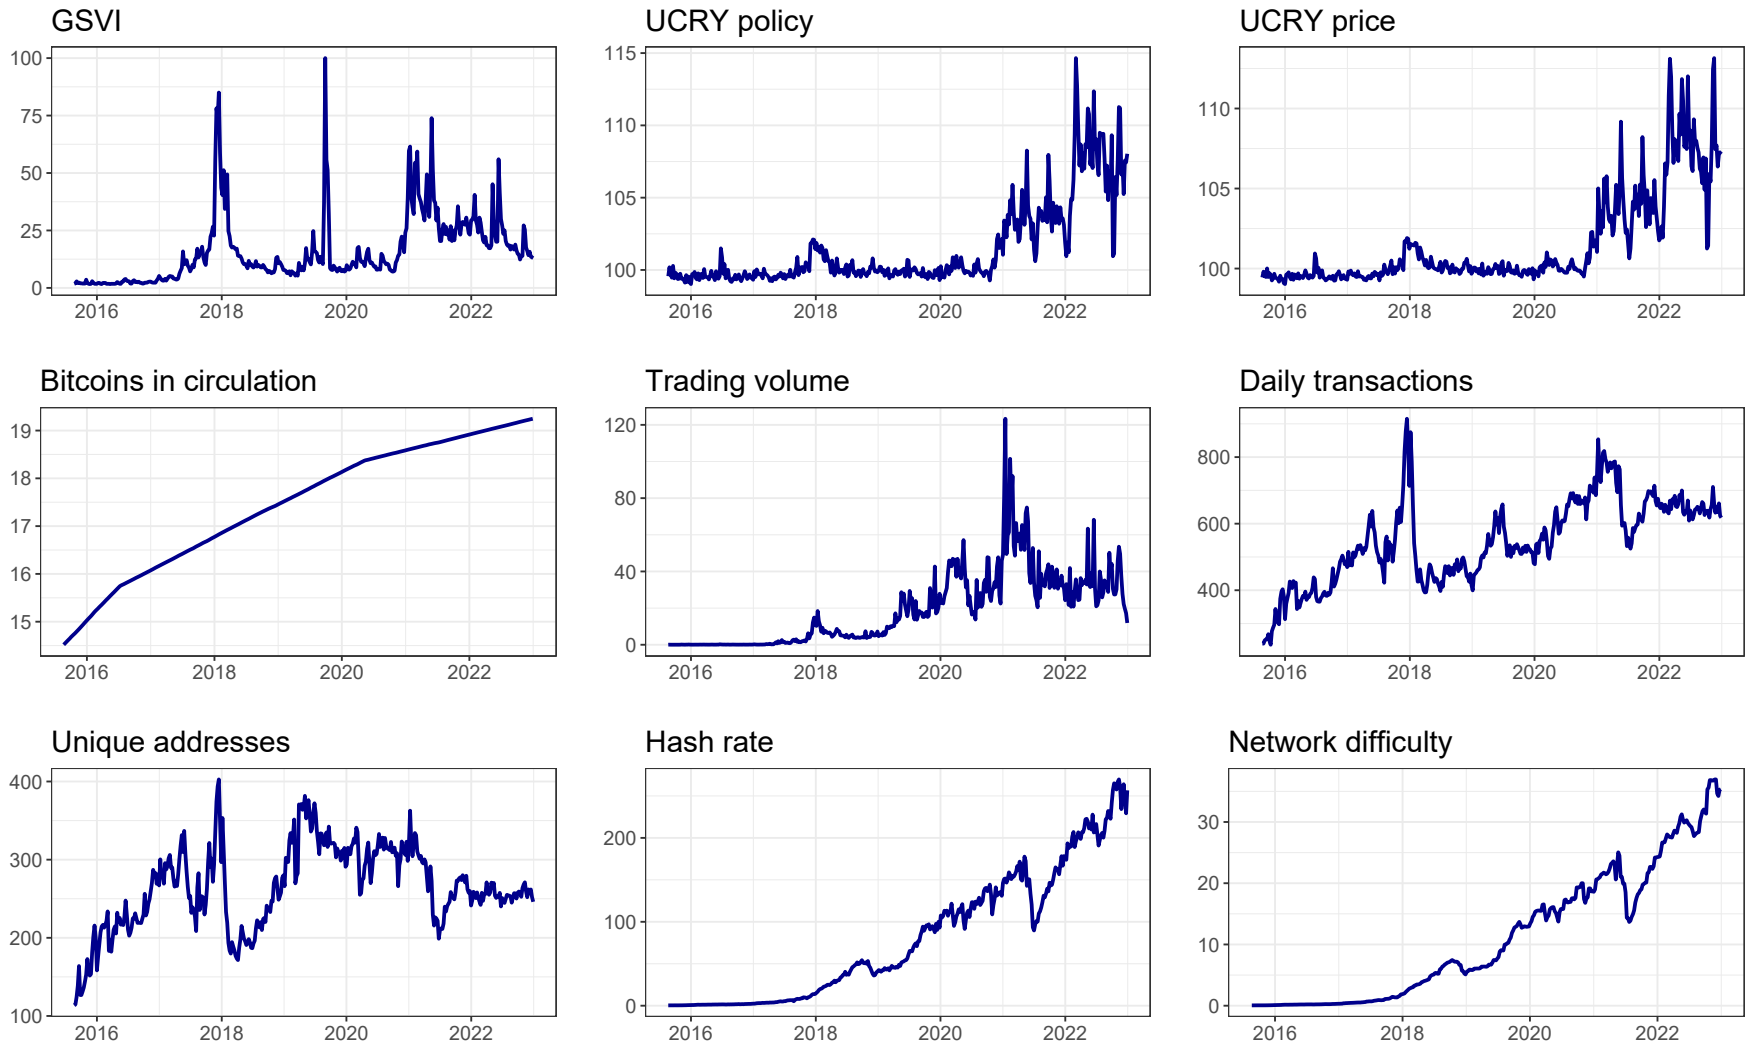 GSVI
100
75
50
25
0
2016 2018 2020 2022
UCRY policy
115
110
105
100
2016 2018 2020 2022
UCRY price
110
105
100
2016 2018 2020 2022
Bitcoins in circulation
19
18
17
16
15
2016 2018 2020 2022
Trading volume
120
80
40
0
2016 2018 2020 2022
Daily transactions
800
600
400
2016 2018 2020 2022
Unique addresses
400
300
200
100
2016 2018 2020 2022
Hash rate
200
100
0
2016 2018 2020 2022
Network difficulty
30
20
10
0
2016 2018 2020 2022